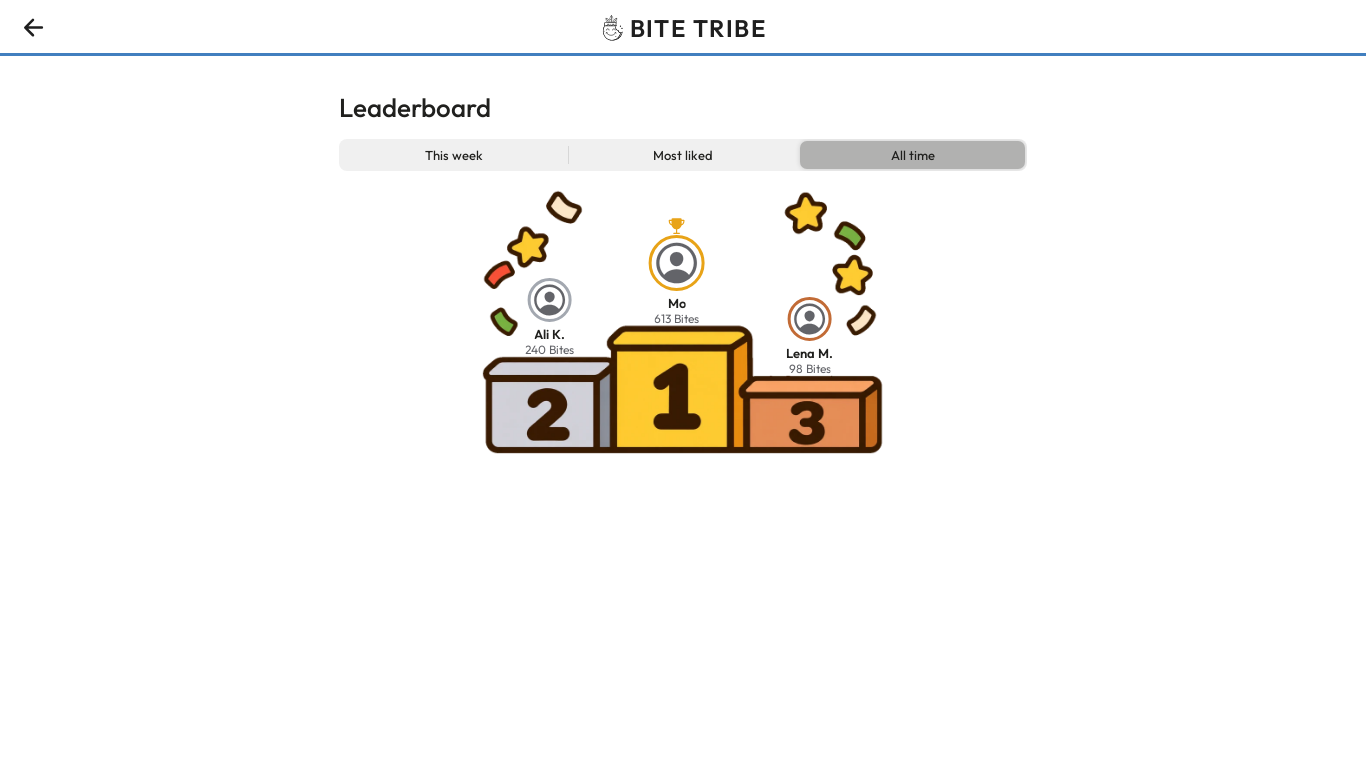 BITE TRIBE
Leaderboard
This week
Most liked
All time
Mo
613 Bites
Ali K.
240 Bites
Lena M.
98 Bites
1
2
3